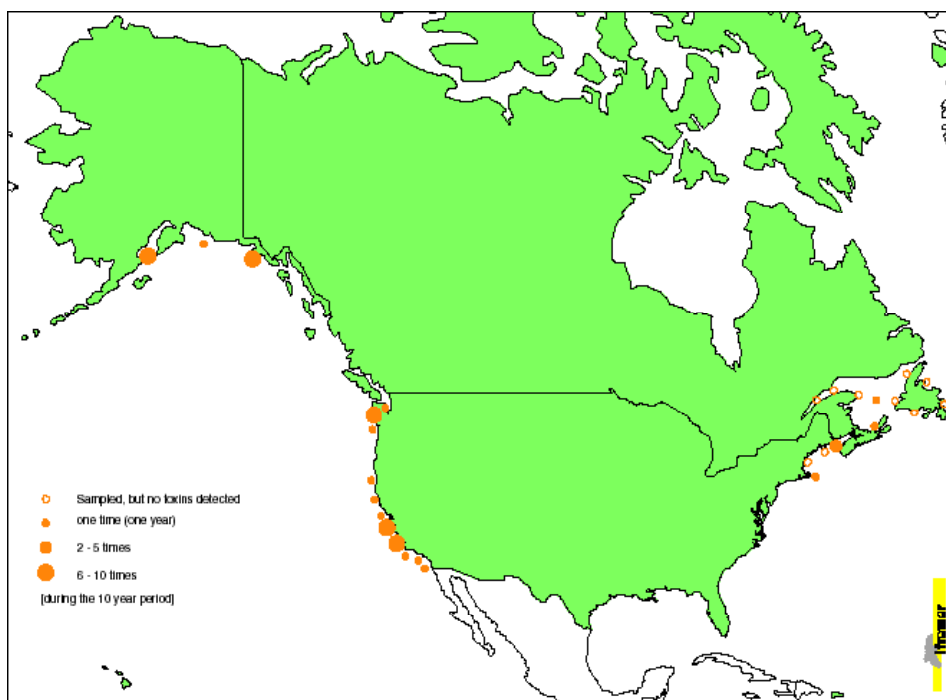 Sampled, but no toxins detected
one time (one year)
2 - 5 times
6 - 10 times
[during the 10 year period]
Ifremer